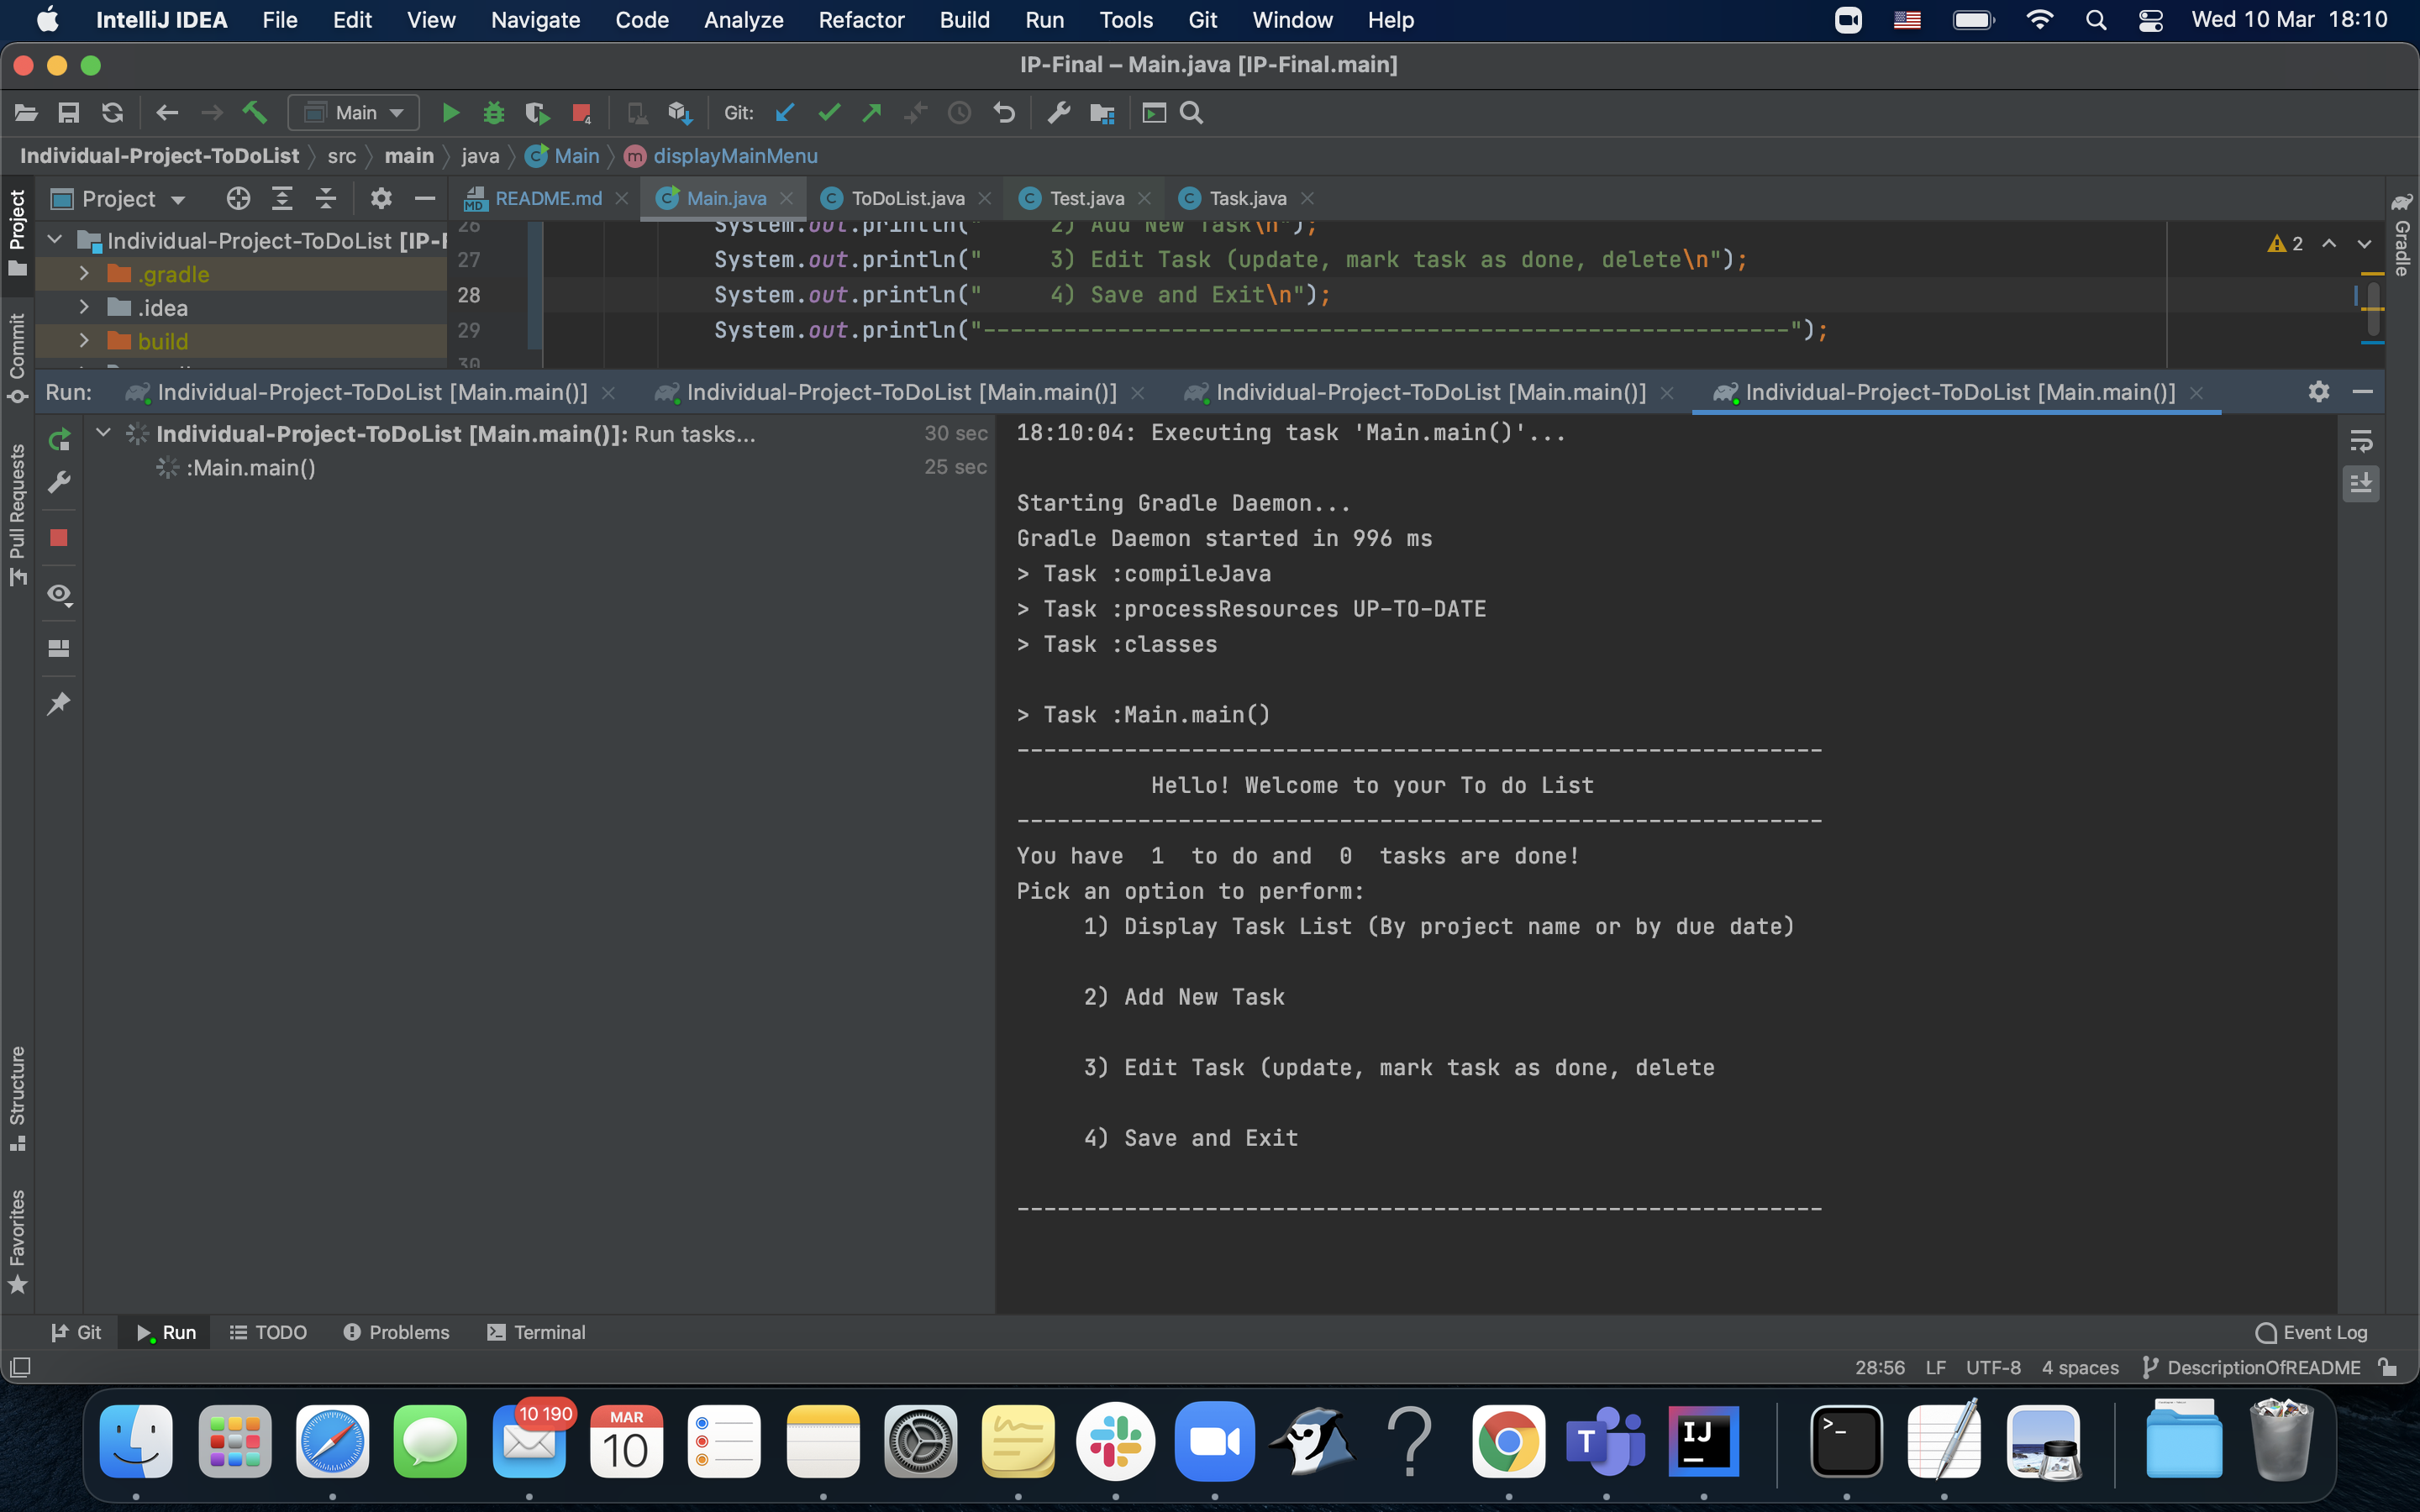 IntelliJ IDEA File Edit View Navigate Code Analyze Refactor Build Run Tools Git Window Help Wed 10 Mar 18:10
IP-Final – Main.java [IP-Final.main]
Main Git:
Individual-Project-ToDoList src main java Main displayMainMenu
Project README.md Main.java ToDoList.java Test.java Task.java
Individual-Project-ToDoList [IP-F
.gradle
.idea
build
26 System.out.println(" 2) Add New Task\n");
27 System.out.println(" 3) Edit Task (update, mark task as done, delete\n");
28 System.out.println(" 4) Save and Exit\n");
29 System.out.println("------------------------------------------------------------");
30
2
Run: Individual-Project-ToDoList [Main.main()] Individual-Project-ToDoList [Main.main()] Individual-Project-ToDoList [Main.main()] Individual-Project-ToDoList [Main.main()]
Individual-Project-ToDoList [Main.main()]: Run tasks... 30 sec
:Main.main() 25 sec
18:10:04: Executing task 'Main.main()'...
Starting Gradle Daemon...
Gradle Daemon started in 996 ms
> Task :compileJava
> Task :processResources UP-TO-DATE
> Task :classes
> Task :Main.main()
------------------------------------------------------------
Hello! Welcome to your To do List
------------------------------------------------------------
You have 1 to do and 0 tasks are done!
Pick an option to perform:
1) Display Task List (By project name or by due date)
2) Add New Task
3) Edit Task (update, mark task as done, delete
4) Save and Exit
------------------------------------------------------------
Project
Commit
Pull Requests
Structure
Favorites
Gradle
Git Run TODO Problems Terminal Event Log
28:56 LF UTF-8 4 spaces DescriptionOfREADME
10 190
MAR
10
T
IJ